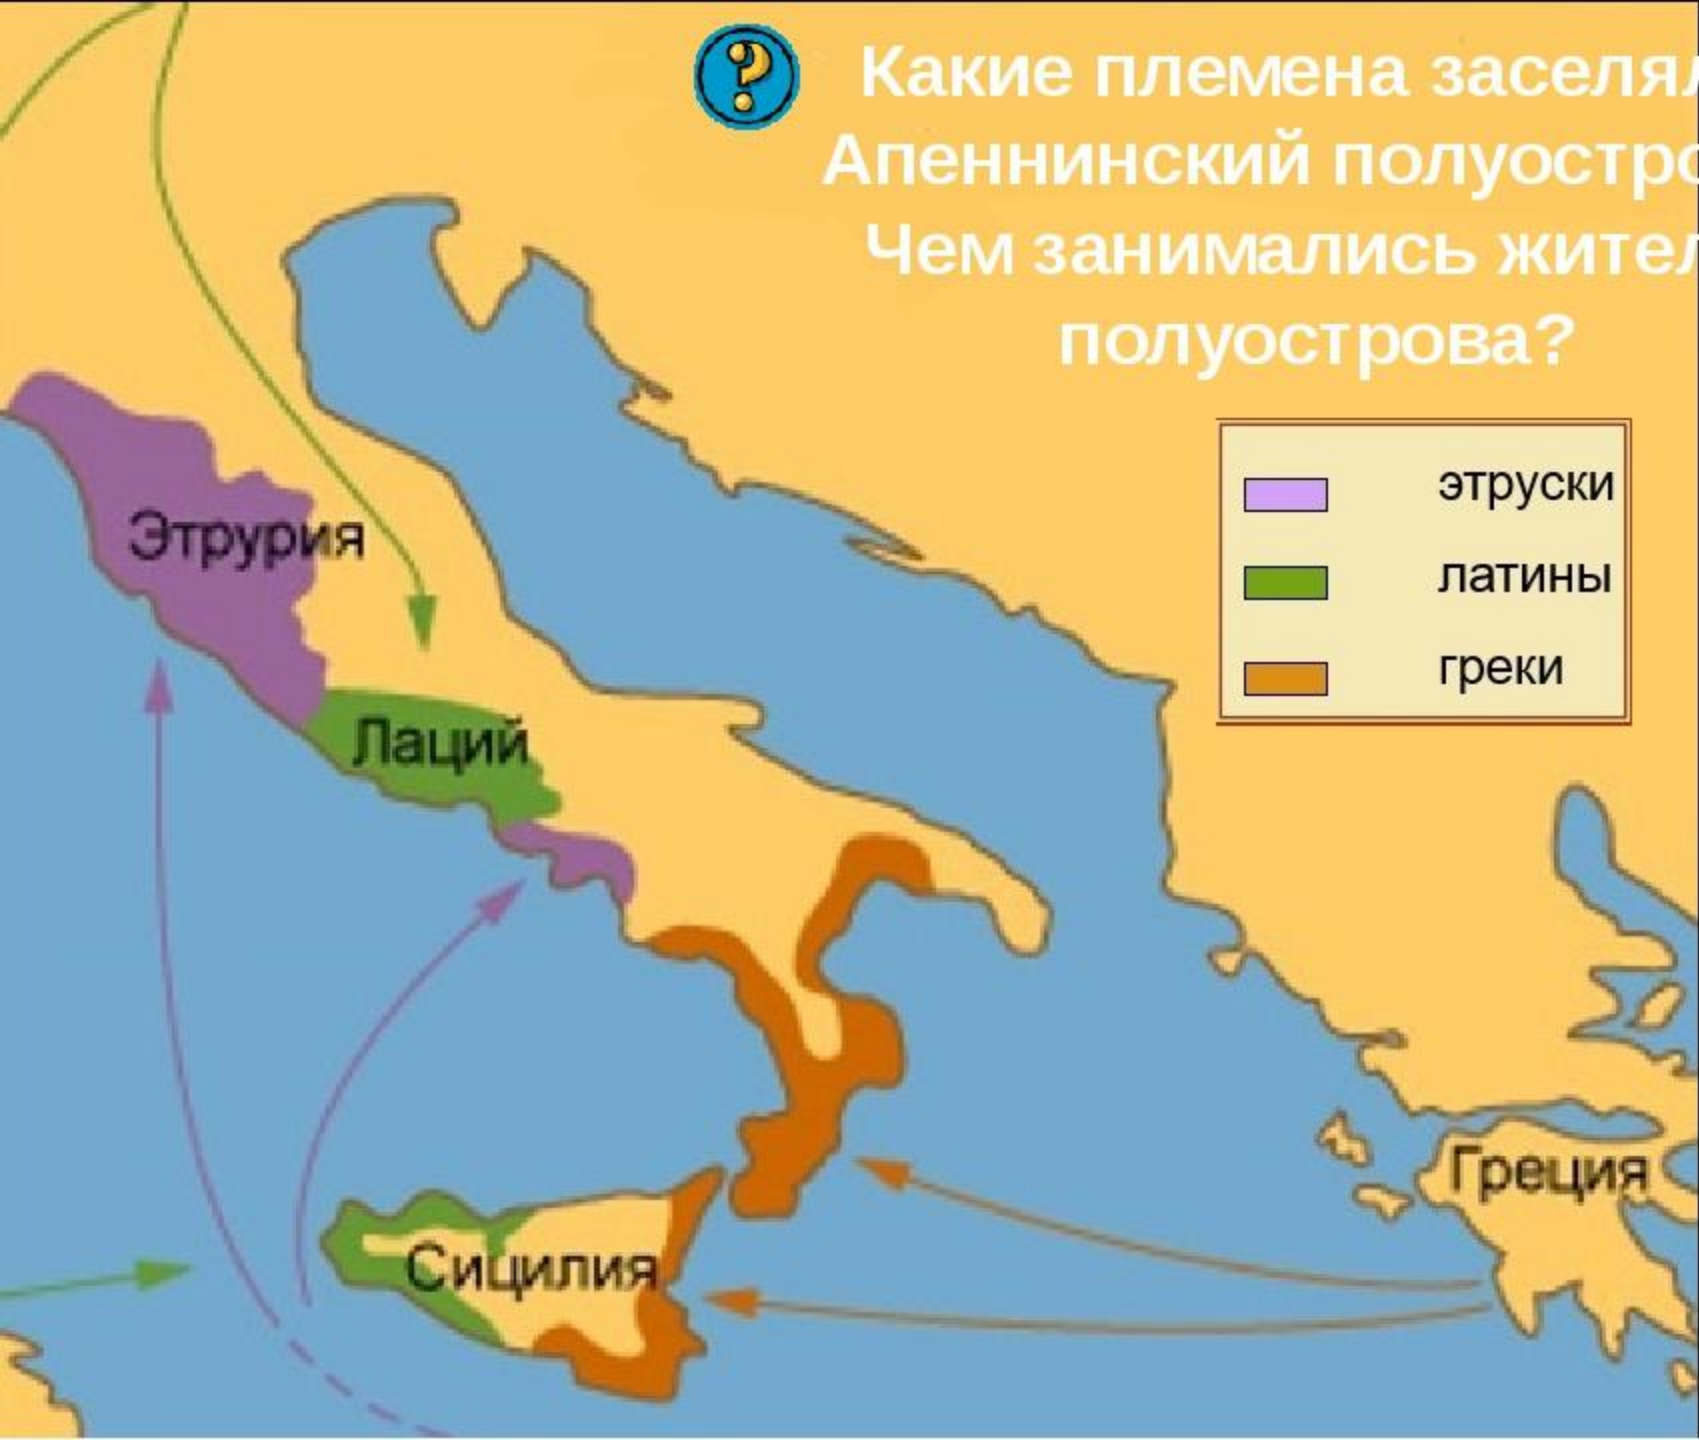 Какие племена заселял
Апеннинский полуостро
Чем занимались жител
полуострова?
этруски
латины
греки
Этрурия
Лаций
Греция
Сицилия